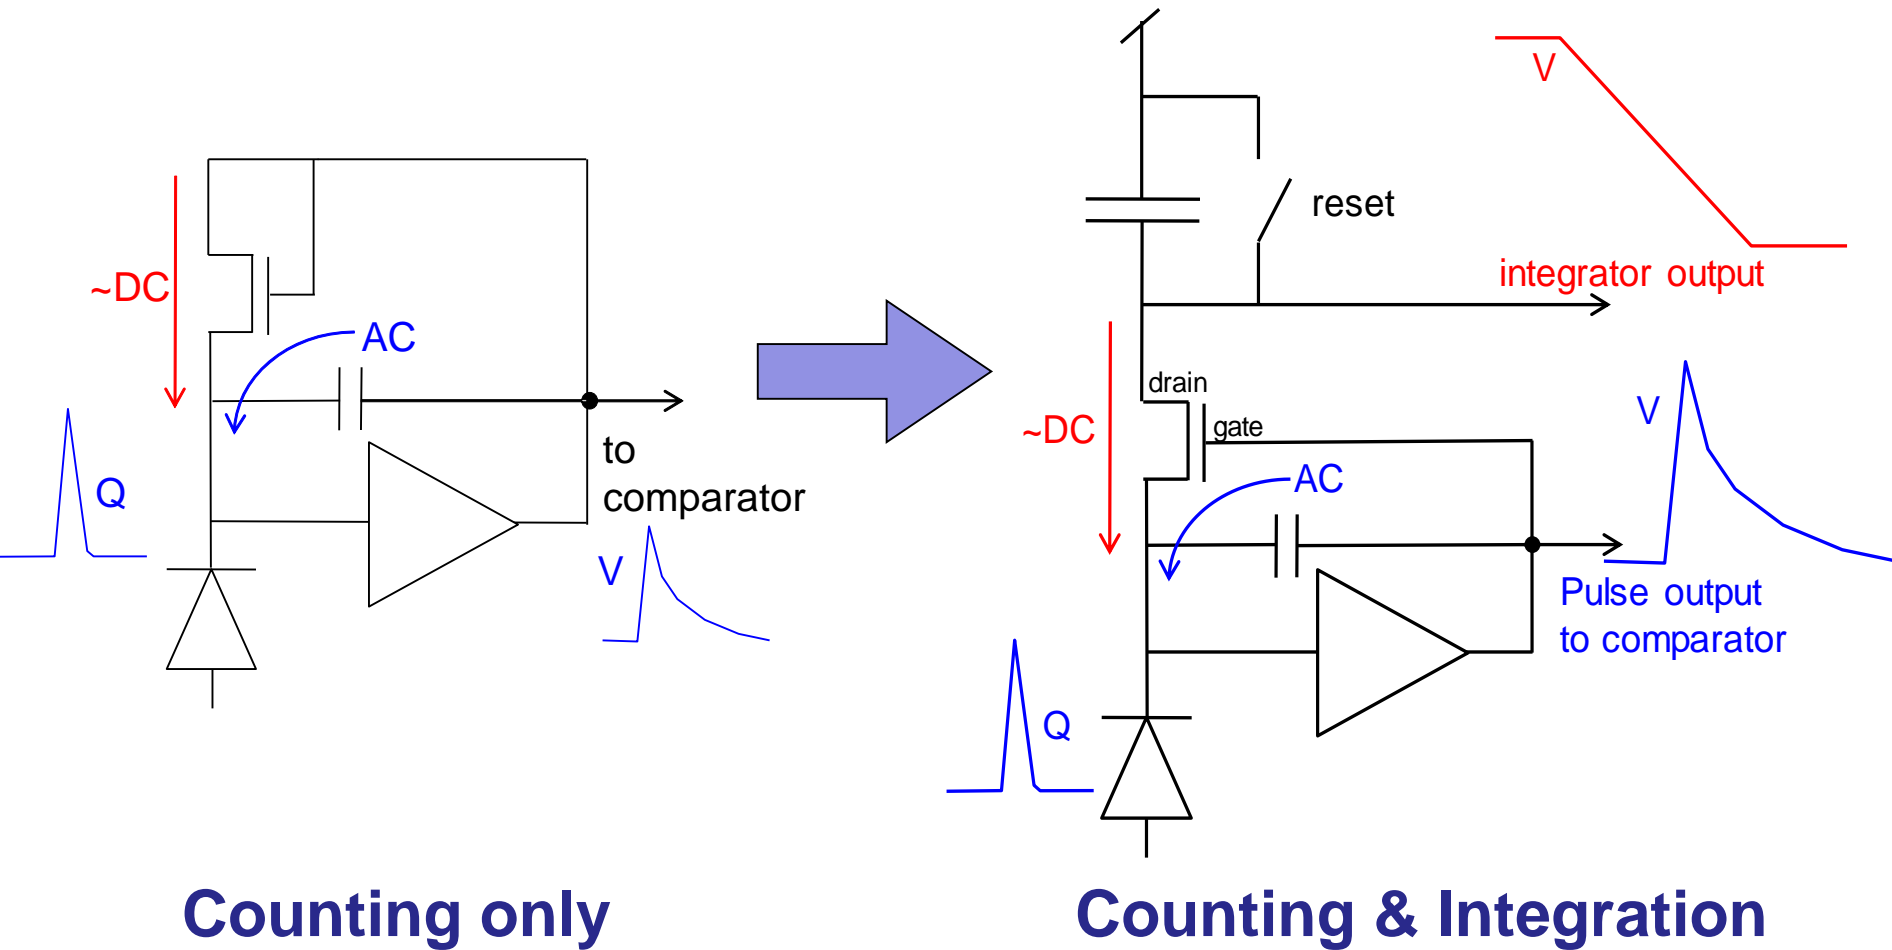 ~DC
AC
Q
to
comparator
V
Counting only
V
reset
integrator output
drain
gate
~DC
AC
V
Pulse output
to comparator
Q
Counting & Integration